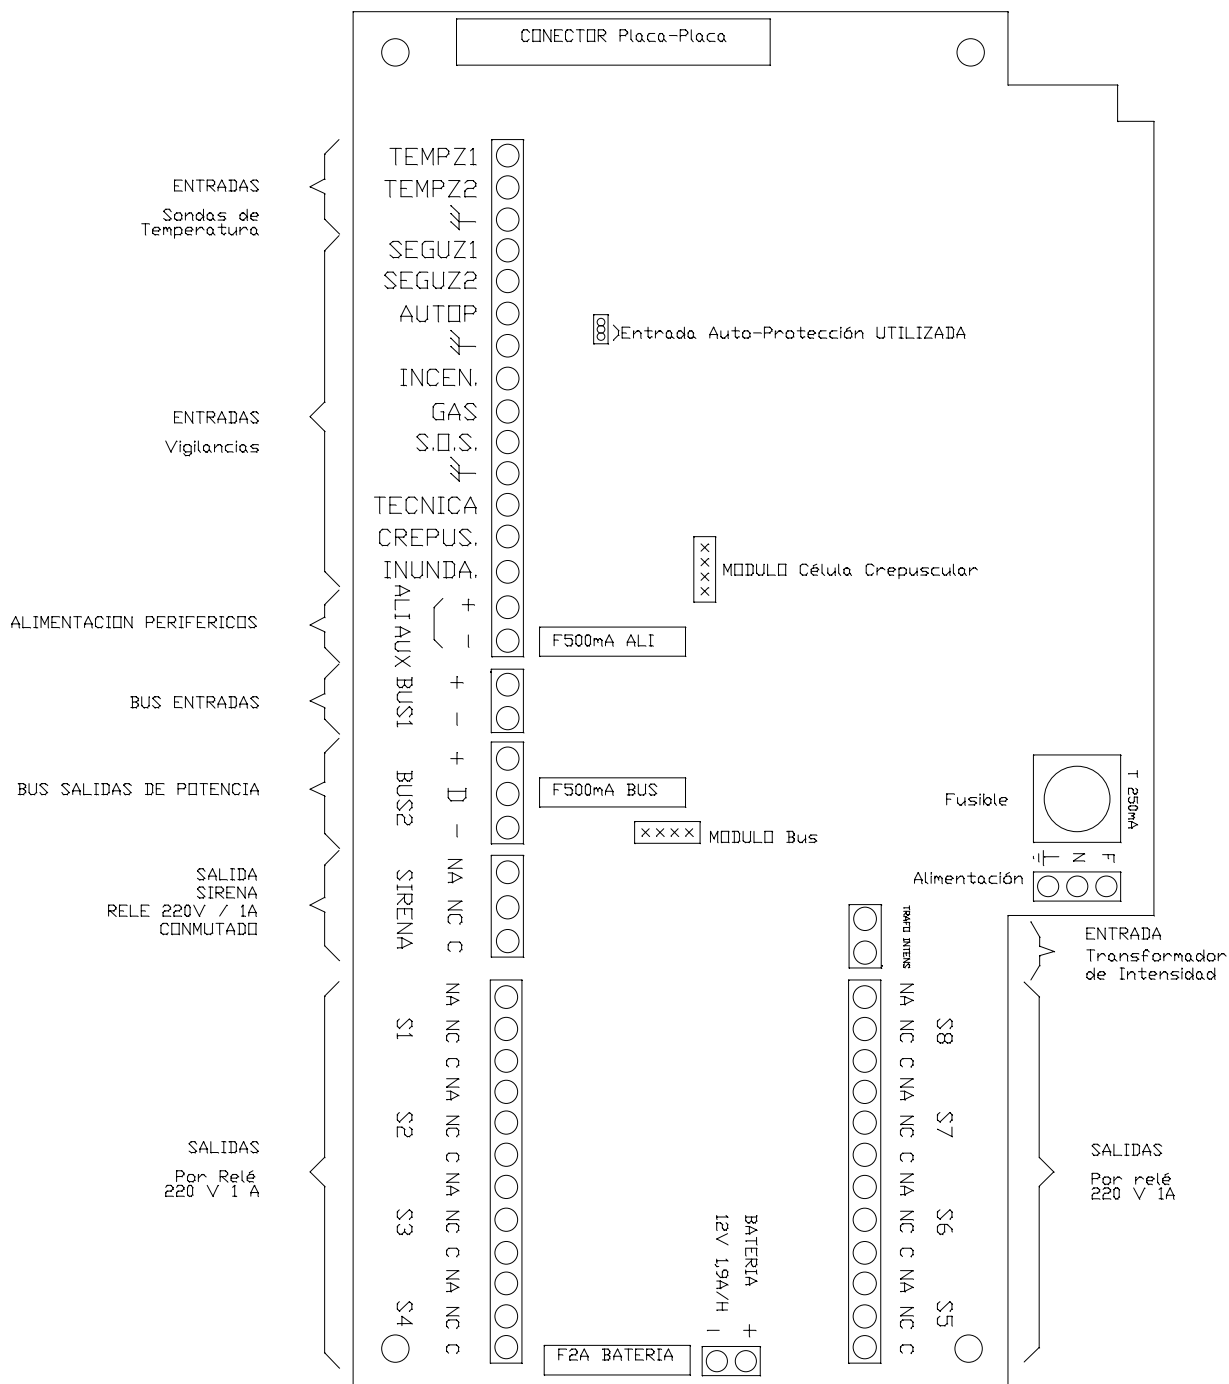 CONECTOR Placa-Placa
TEMPZ1
TEMPZ2
ENTRADAS
Sondas de
Temperatura
SEGUZ1
SEGUZ2
AUTOP
Entrada Auto-Protección UTILIZADA
INCEN.
GAS
S.O.S.
ENTRADAS
Vigilancias
TECNICA
CREPUS.
INUNDA.
MODULO Célula Crepuscular
ALIMENTACION PERIFERICOS
ALIAUX
+
-
F500mA ALI
BUS ENTRADAS
BUS1
+
-
BUS SALIDAS DE POTENCIA
BUS2
+
D
-
F500mA BUS
MODULO Bus
Fusible
T 250mA
N F
Alimentación
SALIDA
SIRENA
RELE 220V / 1A
CONMUTADO
SIRENA
NA NC C
TRAFO INTENS
ENTRADA
Transformador
de Intensidad
SALIDAS
Por Relé
220 V 1 A
S1
NA NC C
S2
NA NC C
S3
NA NC C
S4
NA NC C
F2A BATERIA
BATERIA
12V 1,9A/H
- +
NA NC C
S8
NA NC C
S7
NA NC C
S6
NA NC C
S5
SALIDAS
Por relé
220 V 1A